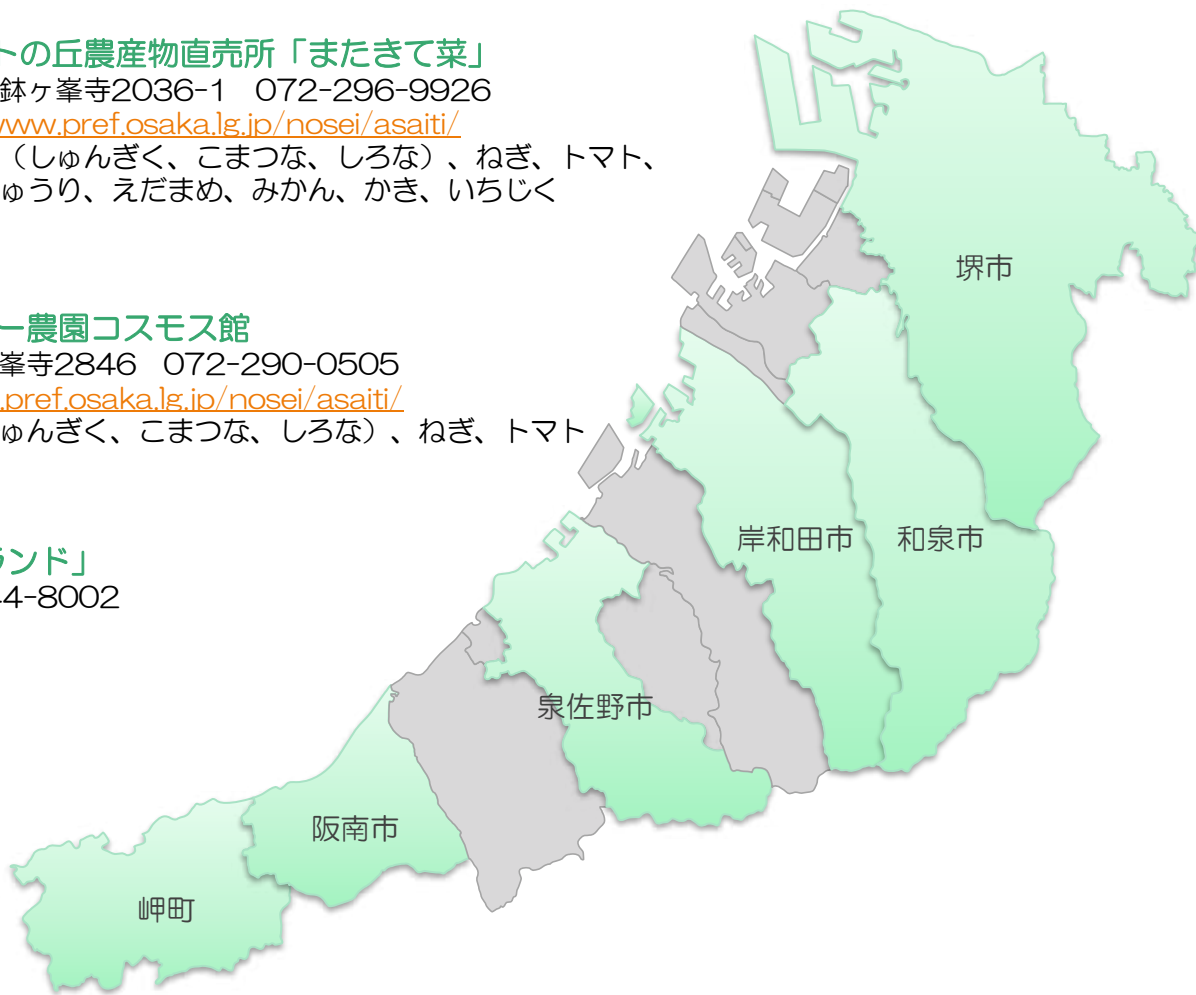 トの丘農産物直売所「またきて菜」
鉢ヶ峯寺2036-1　072-296-9926
www.pref.osaka.lg.jp/nosei/asaiti/
（しゅんぎく、こまつな、しろな）、ねぎ、トマト、
ゅうり、えだまめ、みかん、かき、いちじく
堺市
ー農園コスモス館
峯寺2846　072-290-0505
.pref.osaka.lg.jp/nosei/asaiti/
ゅんぎく、こまつな、しろな）、ねぎ、トマト
岸和田市
和泉市
ランド」
4-8002
泉佐野市
阪南市
岬町